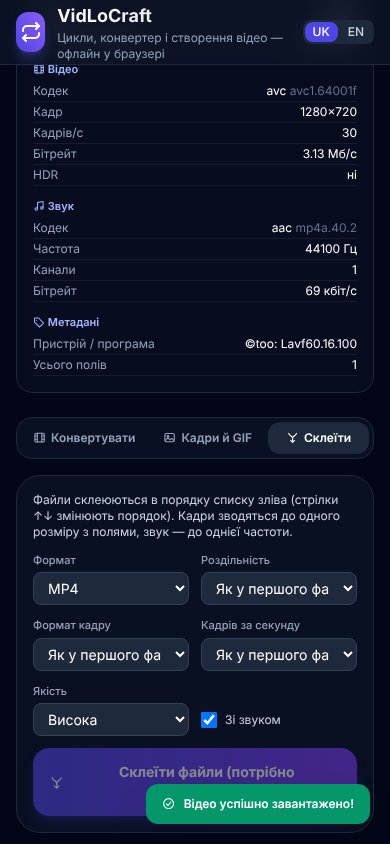 VidLoCraft
Цикли, конвертер і створення відео —
офлайн у браузері
UK EN
Відео
Кодек avc avc1.64001f
Кадр 1280×720
Кадрів/с 30
Бітрейт 3.13 Мб/с
HDR ні
Звук
Кодек aac mp4a.40.2
Частота 44100 Гц
Канали 1
Бітрейт 69 кбіт/с
Метадані
Пристрій / програма ©too: Lavf60.16.100
Усього полів 1
Конвертувати Кадри й GIF Склеїти
Файли склеюються в порядку списку зліва (стрілки
↑↓ змінюють порядок). Кадри зводяться до одного
розміру з полями, звук — до однієї частоти.
Формат Роздільність
MP4 Як у першого фа
Формат кадру Кадрів за секунду
Як у першого фа Як у першого фа
Якість
Висока Зі звуком
Склеїти файли (потрібно
Відео успішно завантажено!